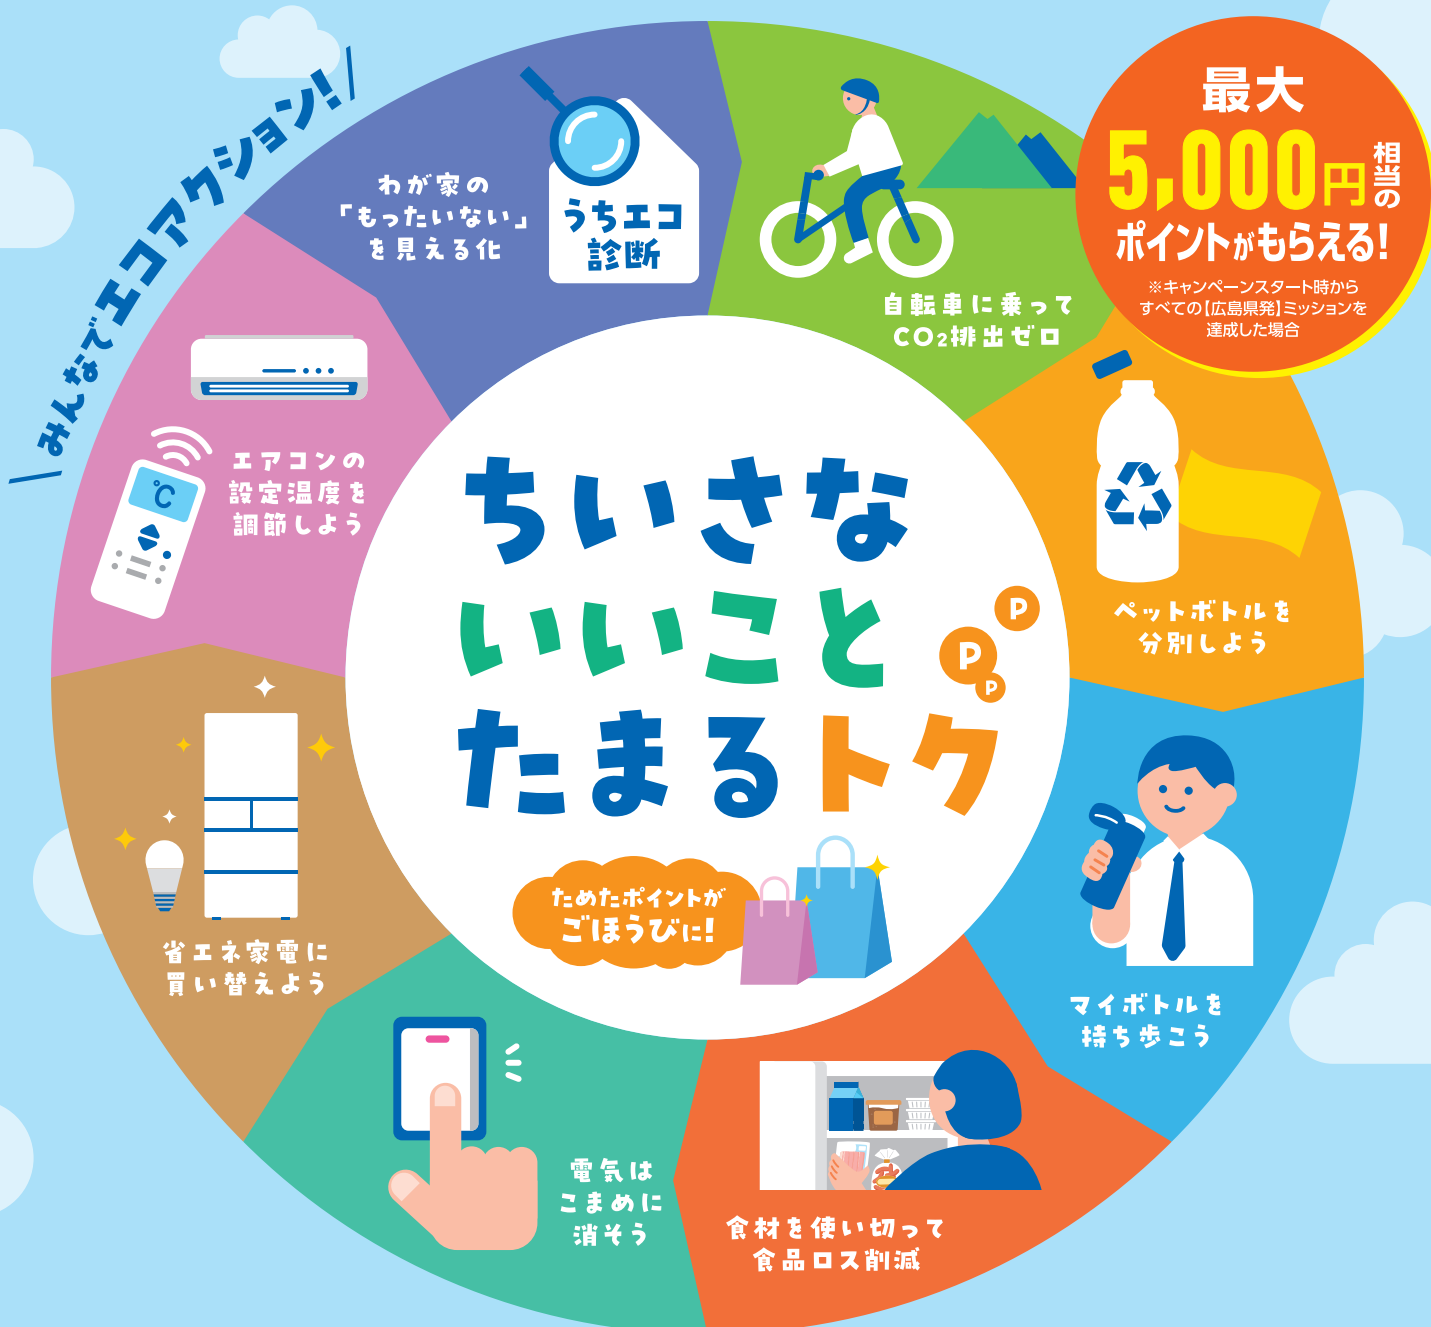 みんなでエコアクション!
わが家の
「もったいない」
を見える化
うちエコ
診断
自転車に乗って
CO2排出ゼロ
最大
5,000円相当の
ポイントがもらえる!
※キャンペーンスタート時から
すべての【広島県発】ミッションを
達成した場合
エアコンの
設定温度を
調節しよう
℃
ちいさな
いいこと
たまるトク
P
P
P
ためたポイントが
ごほうびに!
ペットボトルを
分別しよう
マイボトルを
持ち歩こう
省エネ家電に
買い替えよう
電気は
こまめに
消そう
食材を使い切って
食品ロス削減